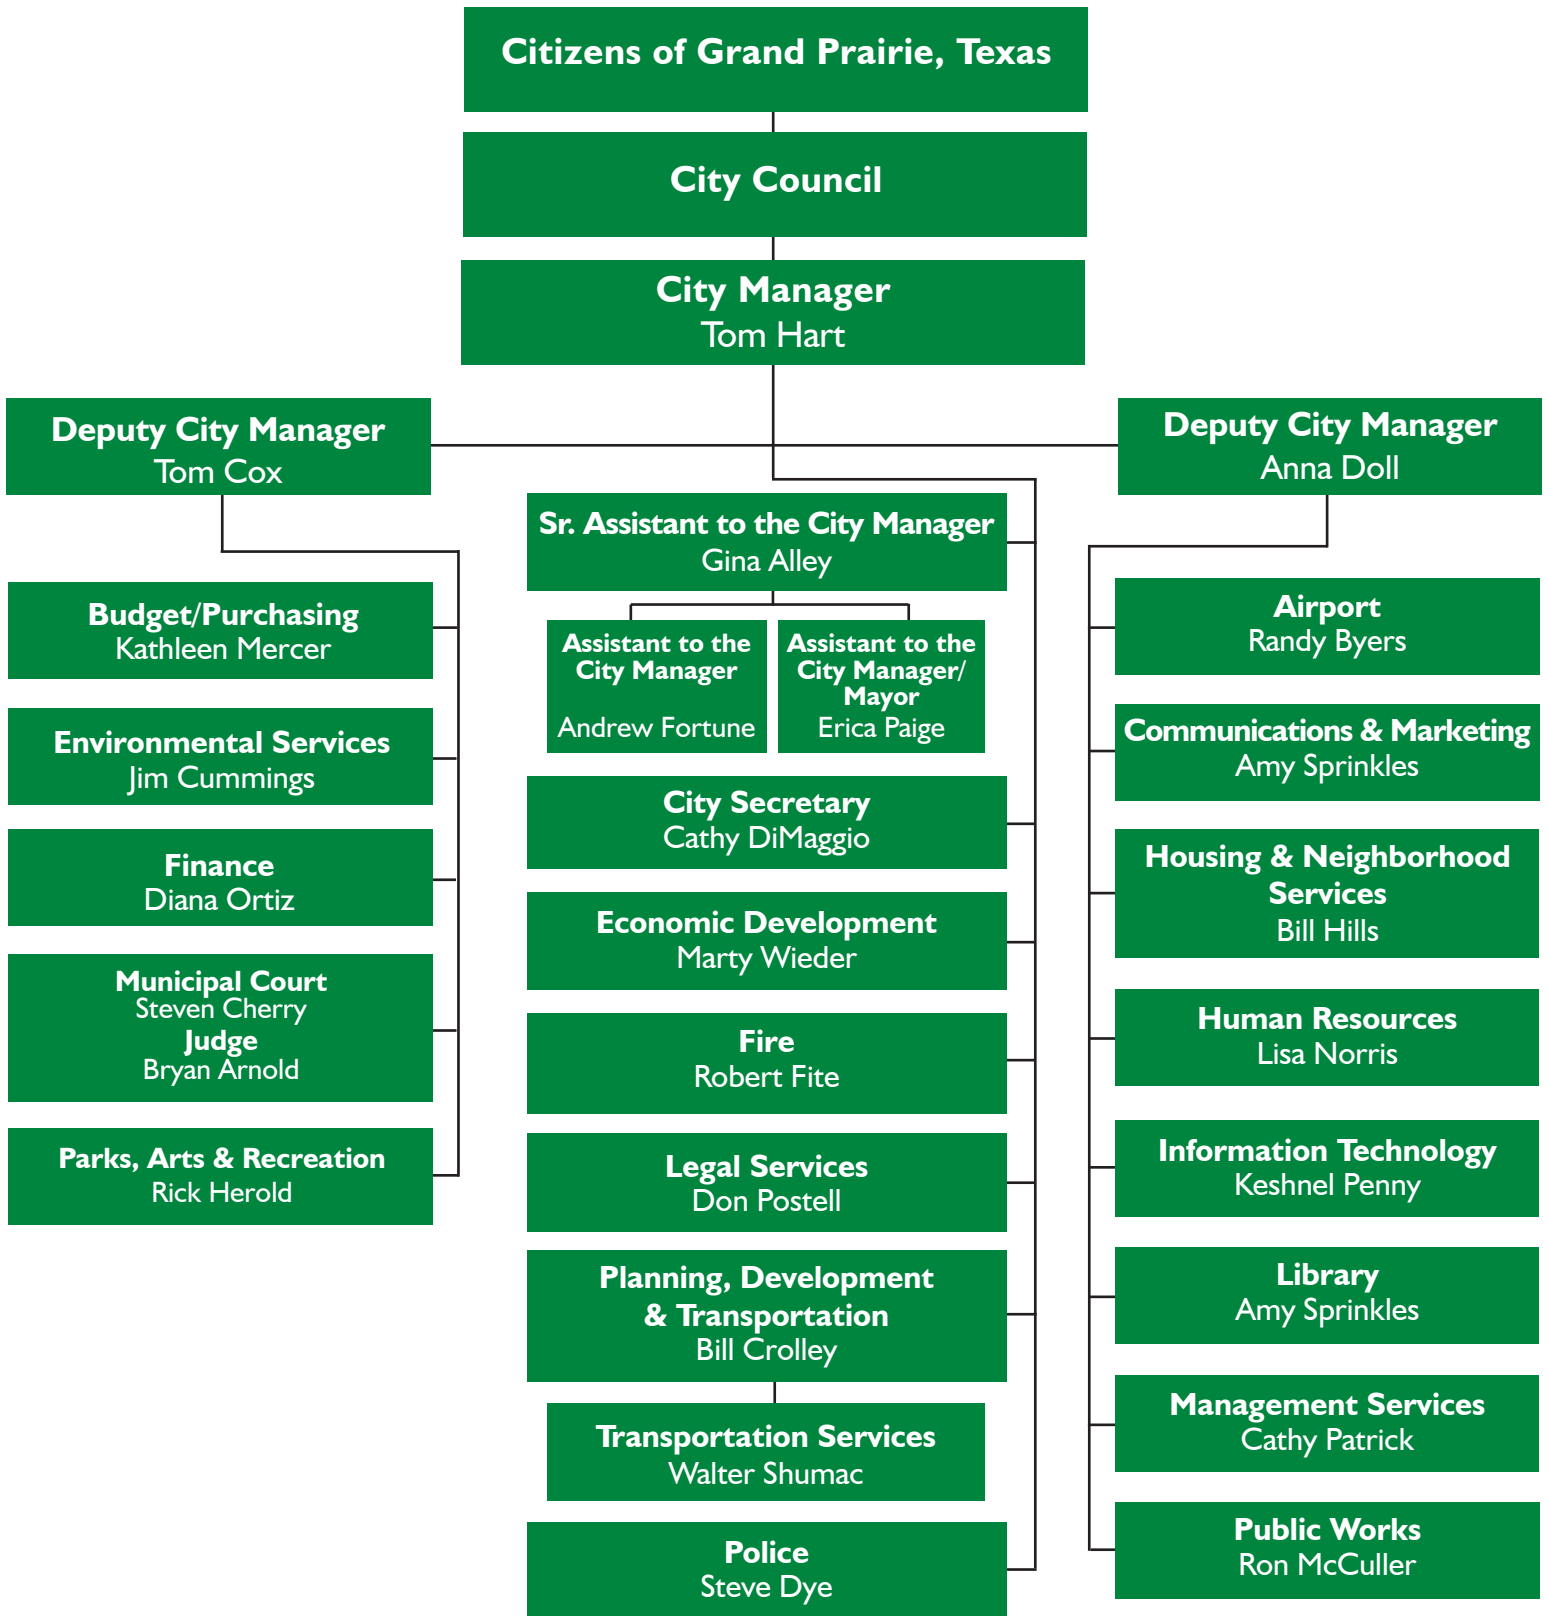 Citizens of Grand Prairie, Texas
City Council
City Manager
Tom Hart
Deputy City Manager
Tom Cox
Deputy City Manager
Anna Doll
Budget/Purchasing
Kathleen Mercer
Environmental Services
Jim Cummings
Finance
Diana Ortiz
Municipal Court
Steven Cherry
Judge
Bryan Arnold
Parks, Arts & Recreation
Rick Herold
Sr. Assistant to the City Manager
Gina Alley
Assistant to the
City Manager
Andrew Fortune
Assistant to the
City Manager/
Mayor
Erica Paige
City Secretary
Cathy DiMaggio
Economic Development
Marty Wieder
Fire
Robert Fite
Legal Services
Don Postell
Planning, Development
& Transportation
Bill Crolley
Transportation Services
Walter Shumac
Police
Steve Dye
Airport
Randy Byers
Communications & Marketing
Amy Sprinkles
Housing & Neighborhood
Services
Bill Hills
Human Resources
Lisa Norris
Information Technology
Keshnel Penny
Library
Amy Sprinkles
Management Services
Cathy Patrick
Public Works
Ron McCuller